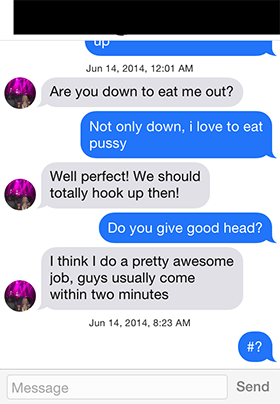 up
Jun 14, 2014, 12:01 AM
Are you down to eat me out?
Not only down, i love to eat
pussy
Well perfect! We should
totally hook up then!
Do you give good head?
I think I do a pretty awesome
job, guys usually come
within two minutes
Jun 14, 2014, 8:23 AM
#?
Message
Send